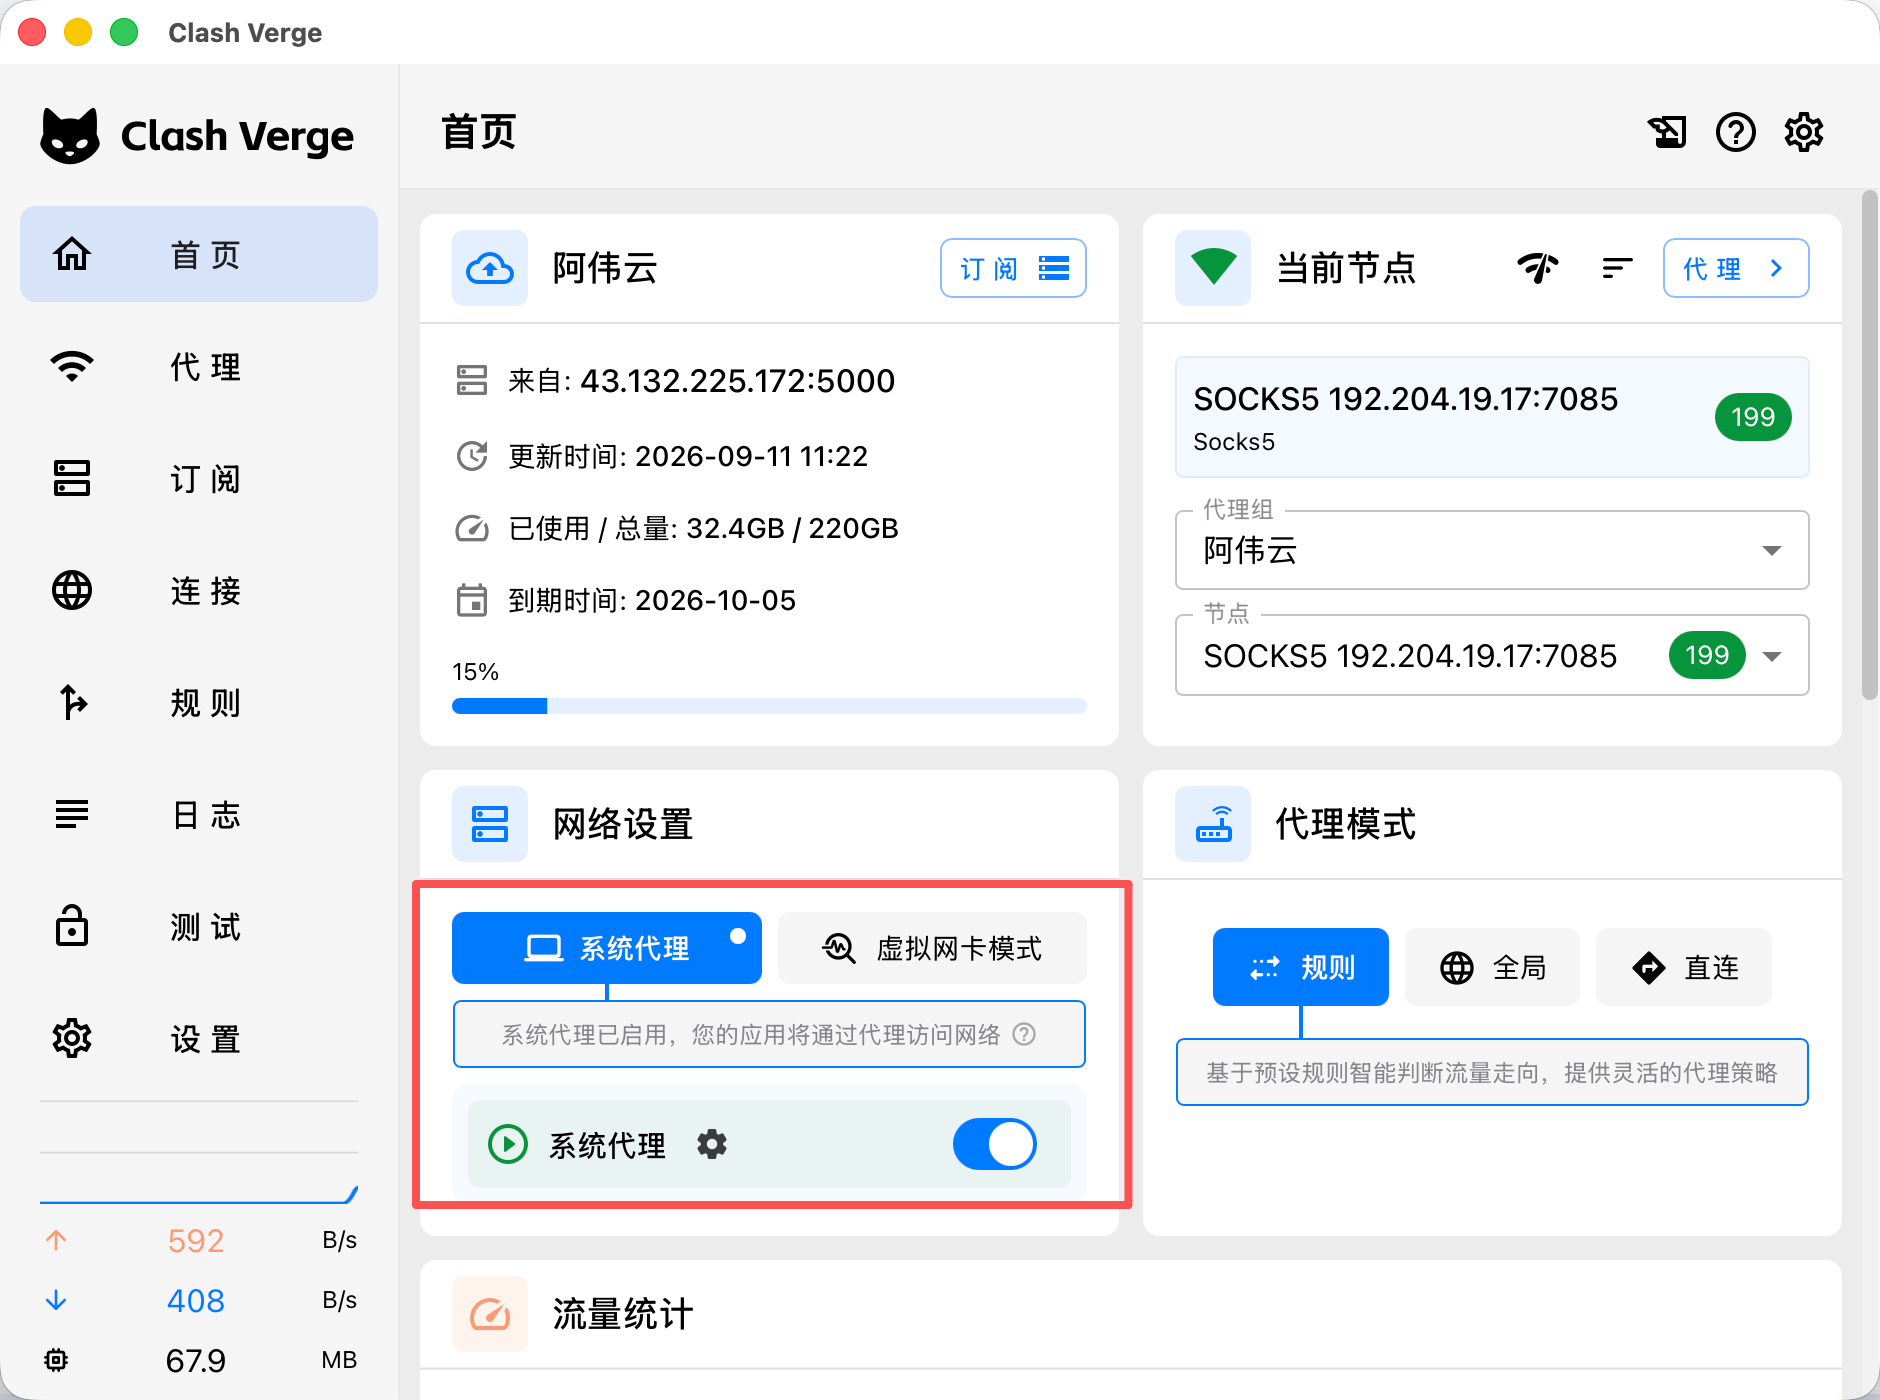 Clash Verge
Clash Verge
首页
代理
订阅
连接
规则
日志
测试
设置
592 B/s
408 B/s
67.9 MB
首页
阿伟云
订阅
来自: 43.132.225.172:5000
更新时间: 2026-09-11 11:22
已使用 / 总量: 32.4GB / 220GB
到期时间: 2026-10-05
15%
当前节点
代理
SOCKS5 192.204.19.17:7085
Socks5
199
代理组
阿伟云
节点
SOCKS5 192.204.19.17:7085
199
网络设置
系统代理
虚拟网卡模式
系统代理已启用，您的应用将通过代理访问网络
系统代理
代理模式
规则
全局
直连
基于预设规则智能判断流量走向，提供灵活的代理策略
流量统计